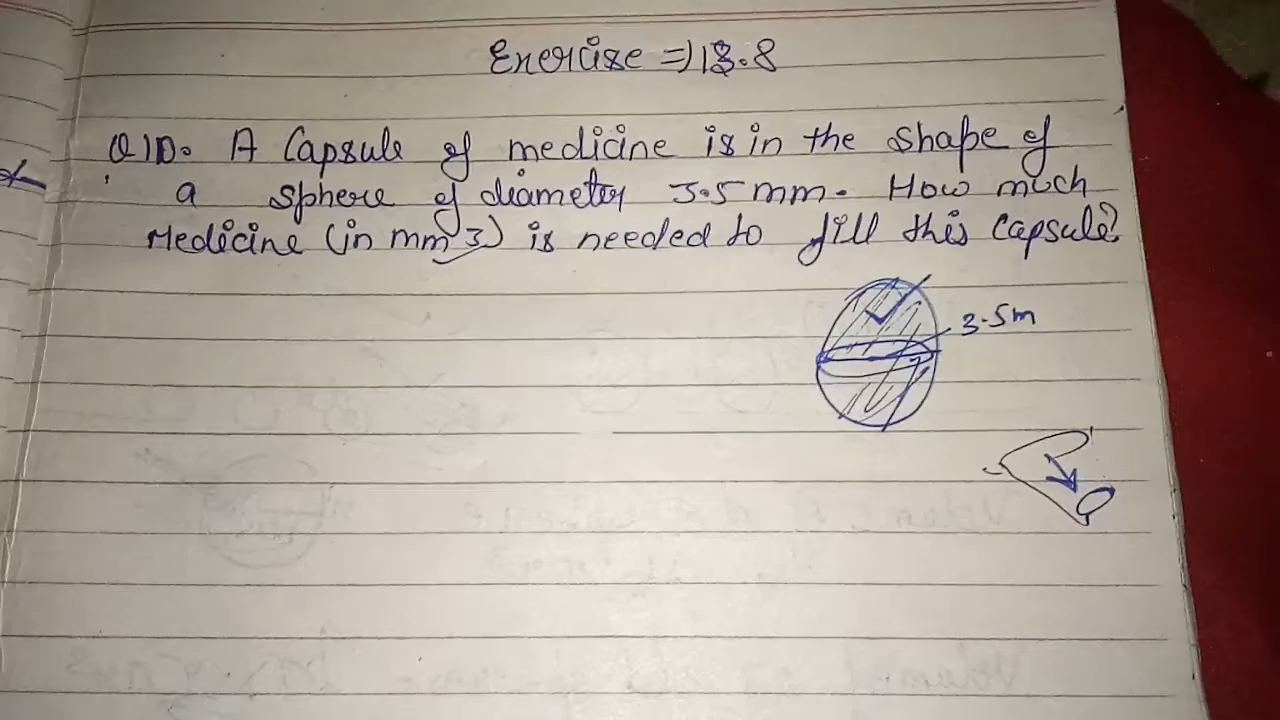 Exercise => 13.8
Q10. A Capsule of medicine is in the shape of
a sphere of diameter 3.5 mm. How much
Medicine (in mm3) is needed to fill this capsule?
3.5m